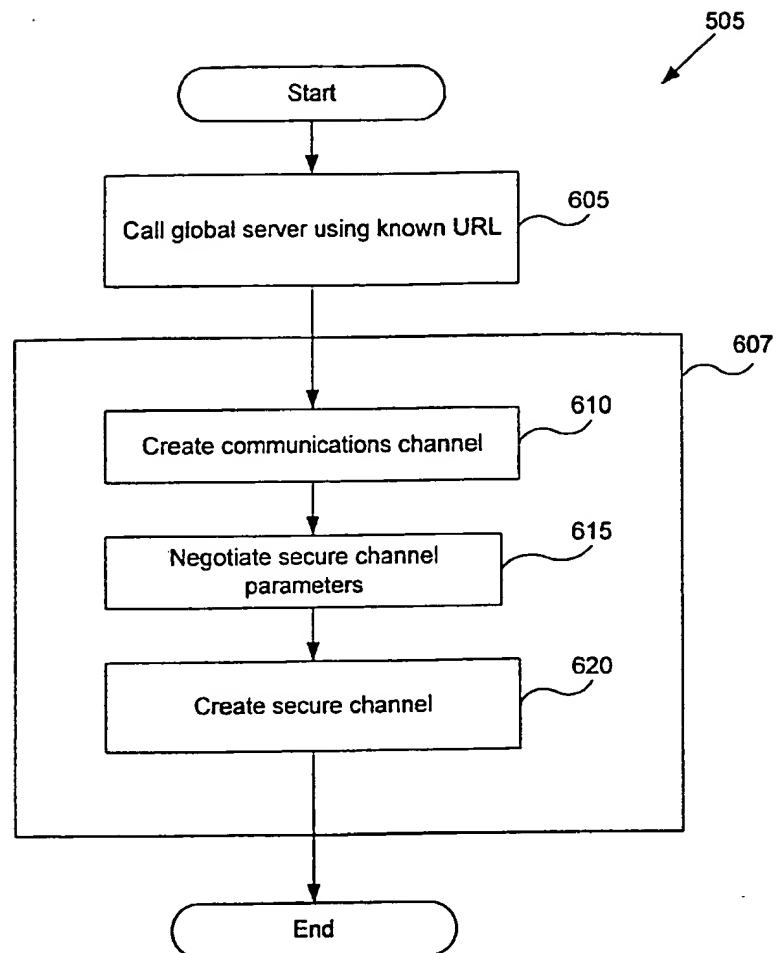 505
Start
Call global server using known URL
605
607
Create communications channel
610
Negotiate secure channel
parameters
615
Create secure channel
620
End